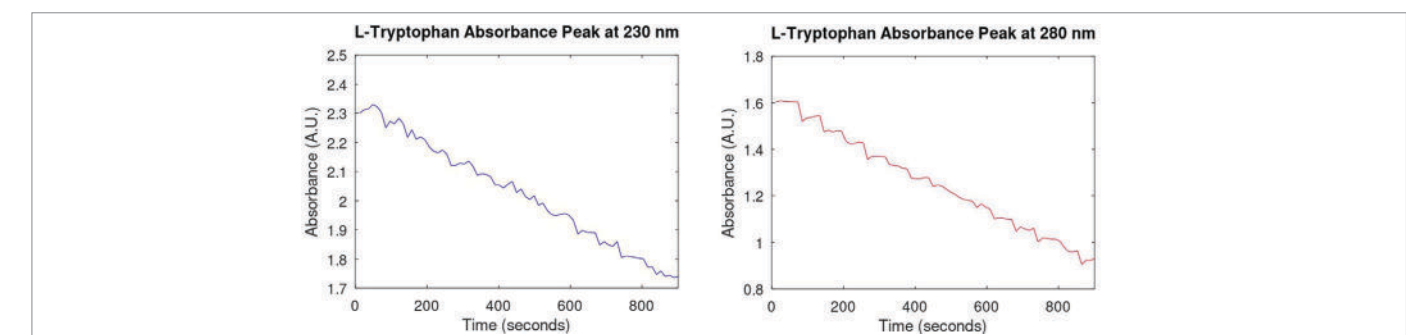 L-Tryptophan Absorbance Peak at 230 nm
2.5
2.4
2.3
2.2
2.1
2
1.9
1.8
1.7
Absorbance (A.U.)
0 200 400 600 800
Time (seconds)
L-Tryptophan Absorbance Peak at 280 nm
1.8
1.6
1.4
1.2
1
0.8
Absorbance (A.U.)
0 200 400 600 800
Time (seconds)